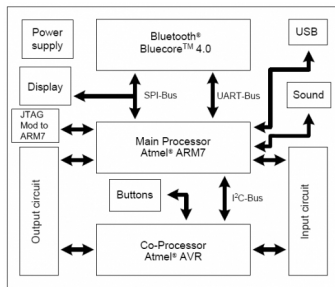 Power
supply
Bluetooth®
Bluecore™ 4.0
USB
Display
SPI-Bus
UART-Bus
Sound
JTAG
Mod to
ARM7
Main Processor
Atmel® ARM7
Output circuit
Buttons
I²C-Bus
Input circuit
Co-Processor
Atmel® AVR